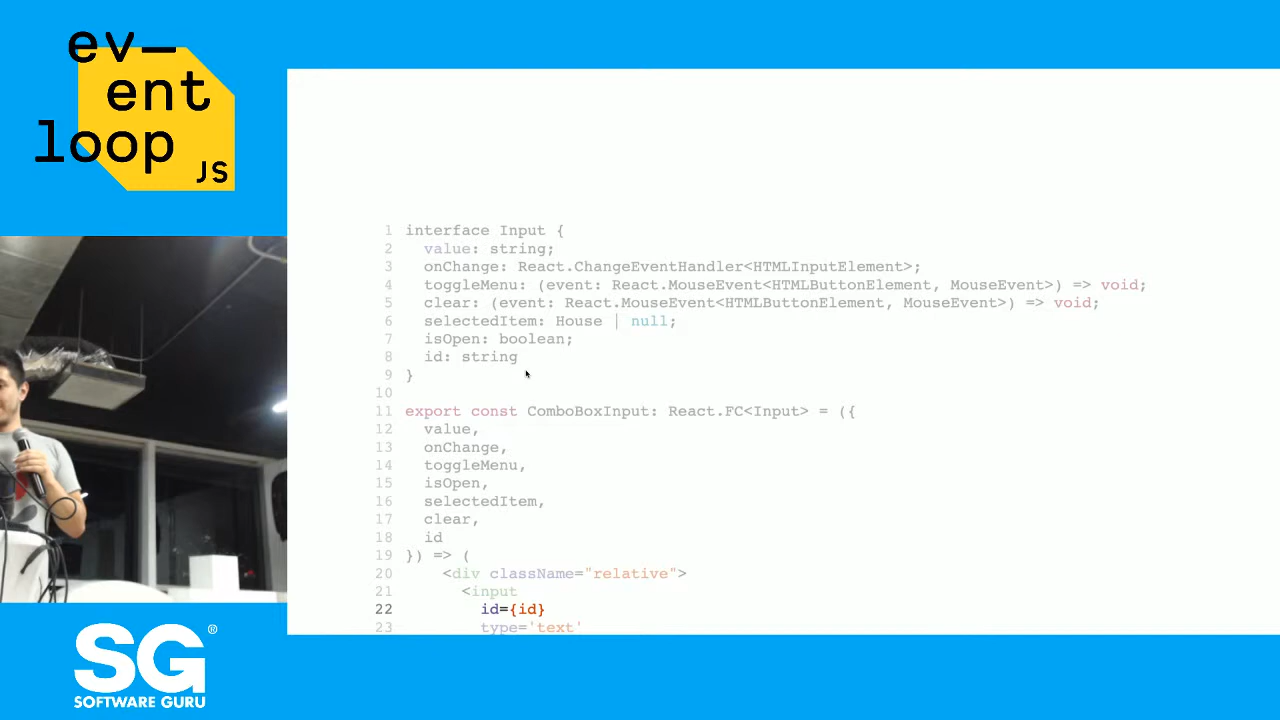 ev—
ent
loop
JS
1 interface Input {
2 value: string;
3 onChange: React.ChangeEventHandler<HTMLInputElement>;
4 toggleMenu: (event: React.MouseEvent<HTMLButtonElement, MouseEvent>) => void;
5 clear: (event: React.MouseEvent<HTMLButtonElement, MouseEvent>) => void;
6 selectedItem: House | null;
7 isOpen: boolean;
8 id: string
9 }
10
11 export const ComboBoxInput: React.FC<Input> = ({
12 value,
13 onChange,
14 toggleMenu,
15 isOpen,
16 selectedItem,
17 clear,
18 id
19 }) => (
20 <div className="relative">
21 <input
22 id={id}
23 type='text'
SG®
SOFTWARE GURU